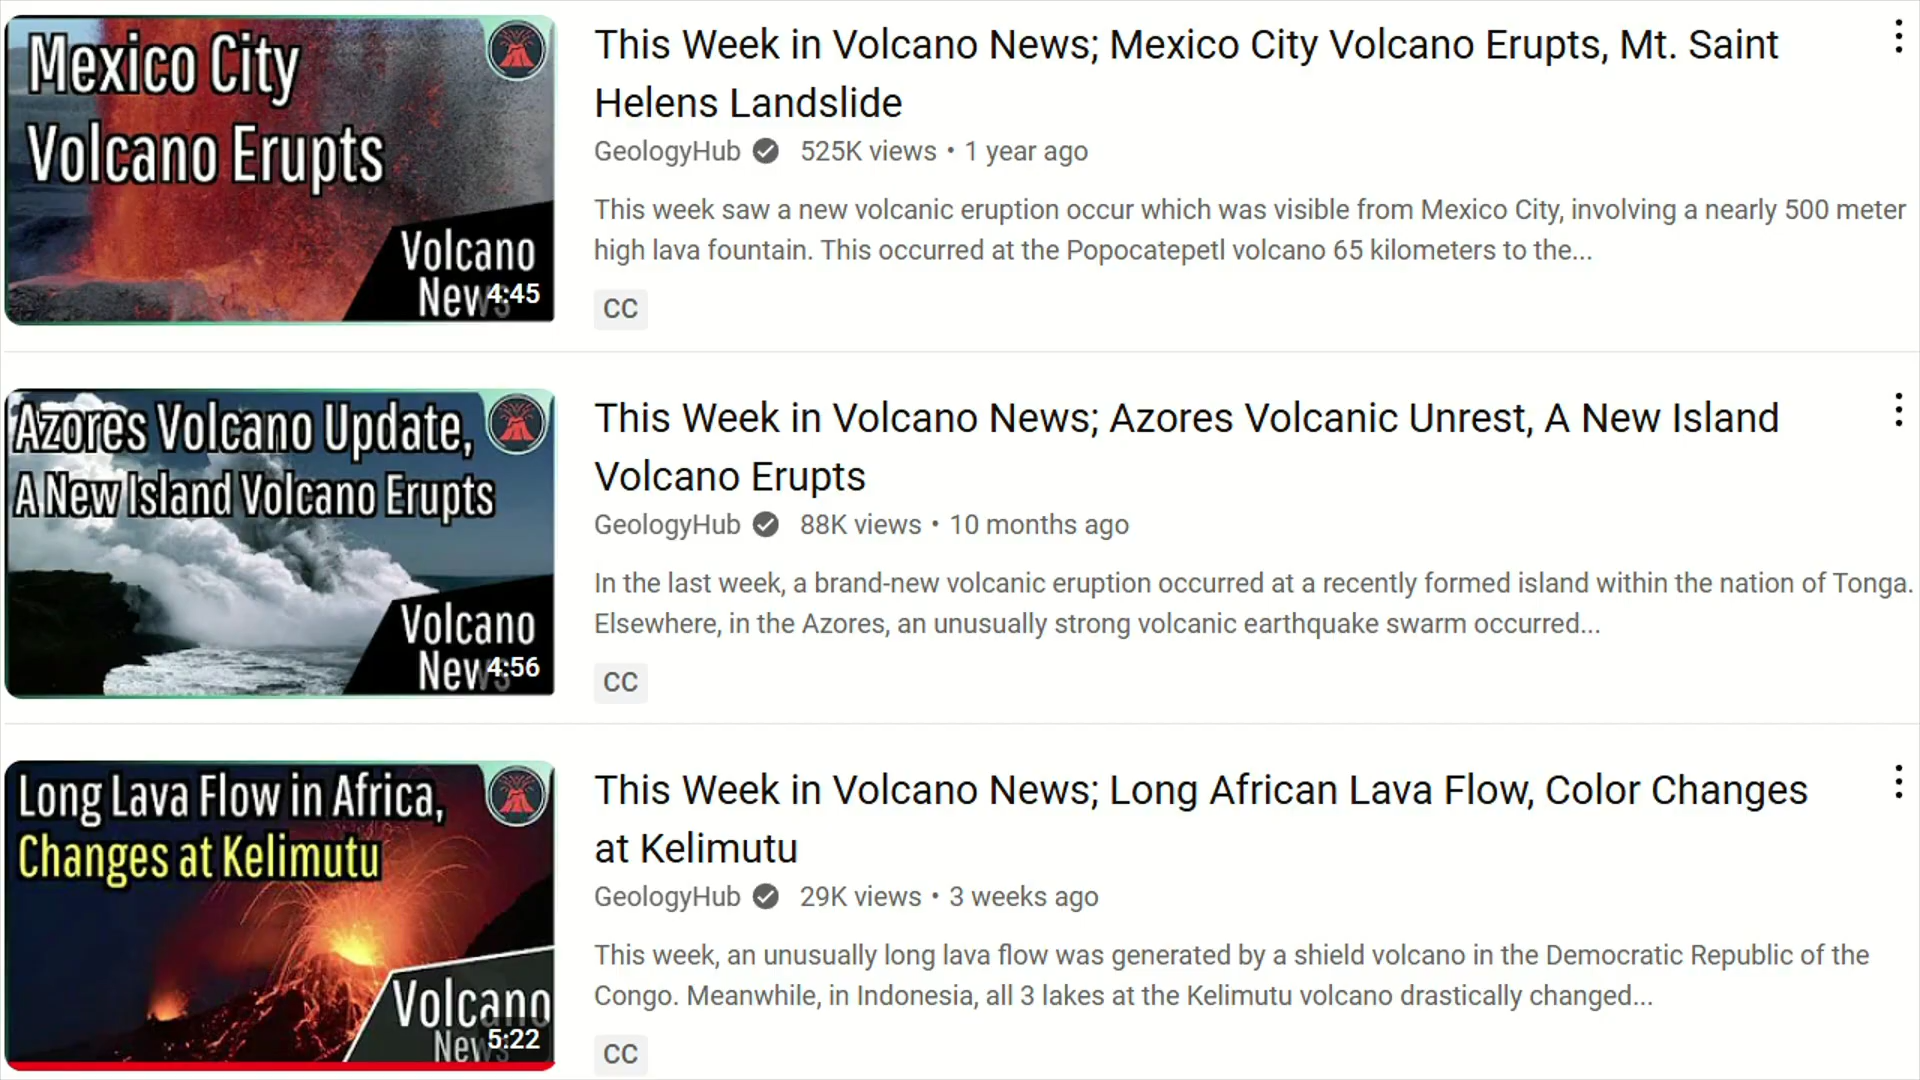 Mexico City
Volcano Erupts
Volcano
News
4:45
This Week in Volcano News; Mexico City Volcano Erupts, Mt. Saint
Helens Landslide
GeologyHub 525K views • 1 year ago
This week saw a new volcanic eruption occur which was visible from Mexico City, involving a nearly 500 meter
high lava fountain. This occurred at the Popocatepetl volcano 65 kilometers to the...
CC
Azores Volcano Update,
A New Island Volcano Erupts
Volcano
News
4:56
This Week in Volcano News; Azores Volcanic Unrest, A New Island
Volcano Erupts
GeologyHub 88K views • 10 months ago
In the last week, a brand-new volcanic eruption occurred at a recently formed island within the nation of Tonga.
Elsewhere, in the Azores, an unusually strong volcanic earthquake swarm occurred...
CC
Long Lava Flow in Africa,
Changes at Kelimutu
Volcano
News
5:22
This Week in Volcano News; Long African Lava Flow, Color Changes
at Kelimutu
GeologyHub 29K views • 3 weeks ago
This week, an unusually long lava flow was generated by a shield volcano in the Democratic Republic of the
Congo. Meanwhile, in Indonesia, all 3 lakes at the Kelimutu volcano drastically changed...
CC